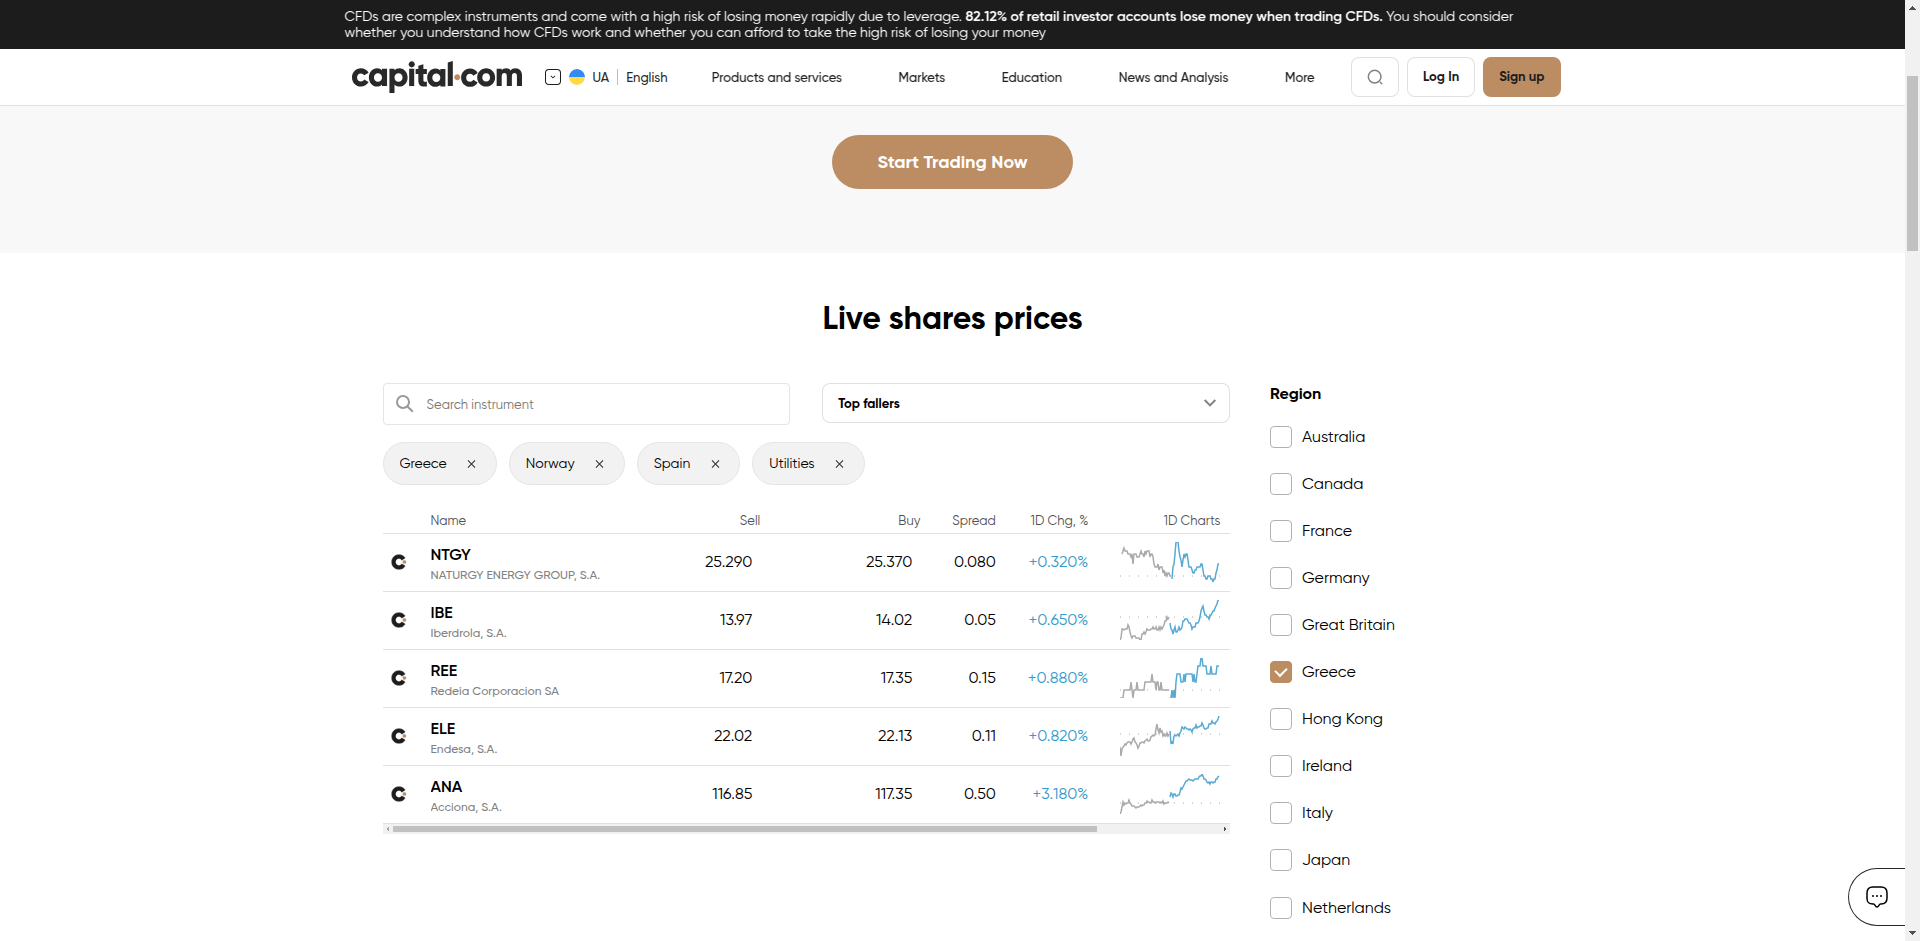 CFDs are complex instruments and come with a high risk of losing money rapidly due to leverage. 82.12% of retail investor accounts lose money when trading CFDs. You should consider
whether you understand how CFDs work and whether you can afford to take the high risk of losing your money
capital.com UA English Products and services Markets Education News and Analysis More Log In Sign up
Start Trading Now
Live shares prices
Search instrument
Top fallers
Greece Norway Spain Utilities
Name Sell Buy Spread 1D Chg, % 1D Charts
NTGY 25.290 25.370 0.080 +0.320%
NATURGY ENERGY GROUP, S.A.
IBE 13.97 14.02 0.05 +0.650%
Iberdrola, S.A.
REE 17.20 17.35 0.15 +0.880%
Redeia Corporacion SA
ELE 22.02 22.13 0.11 +0.820%
Endesa, S.A.
ANA 116.85 117.35 0.50 +3.180%
Acciona, S.A.
Region
Australia
Canada
France
Germany
Great Britain
Greece
Hong Kong
Ireland
Italy
Japan
Netherlands